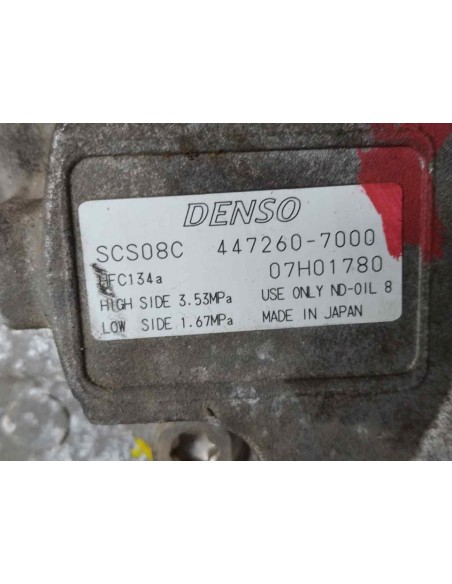 DENSO
SCS08C 447260-7000
07H01780
HFC134a
HIGH SIDE 3.53MPa USE ONLY ND-OIL 8
LOW SIDE 1.67MPa MADE IN JAPAN